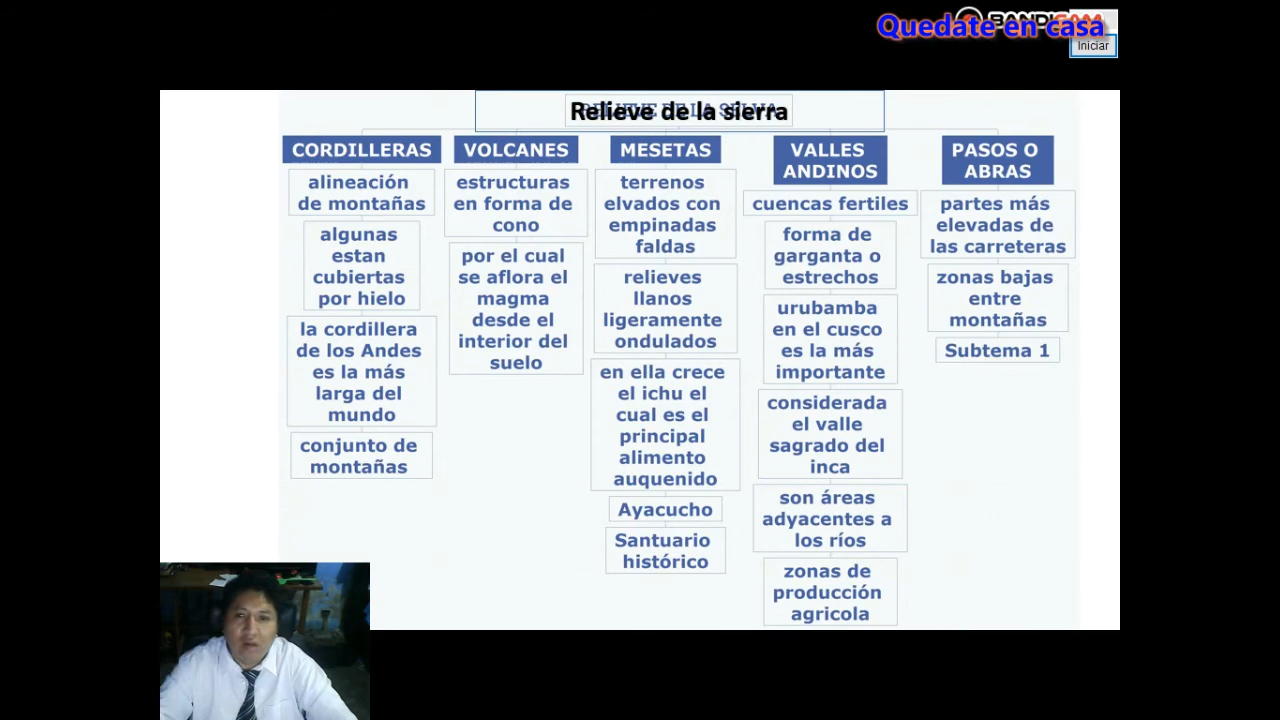 Quedate en casa
BANDICAM
Iniciar
Relieve de la sierra
CORDILLERAS
alineación
de montañas
algunas
estan
cubiertas
por hielo
la cordillera
de los Andes
es la más
larga del
mundo
conjunto de
montañas
VOLCANES
estructuras
en forma de
cono
por el cual
se aflora el
magma
desde el
interior del
suelo
MESETAS
terrenos
elvados con
empinadas
faldas
relieves
llanos
ligeramente
ondulados
en ella crece
el ichu el
cual es el
principal
alimento
auquenido
Ayacucho
Santuario
histórico
VALLES
ANDINOS
cuencas fertiles
forma de
garganta o
estrechos
urubamba
en el cusco
es la más
importante
considerada
el valle
sagrado del
inca
son áreas
adyacentes a
los ríos
zonas de
producción
agricola
PASOS O
ABRAS
partes más
elevadas de
las carreteras
zonas bajas
entre
montañas
Subtema 1